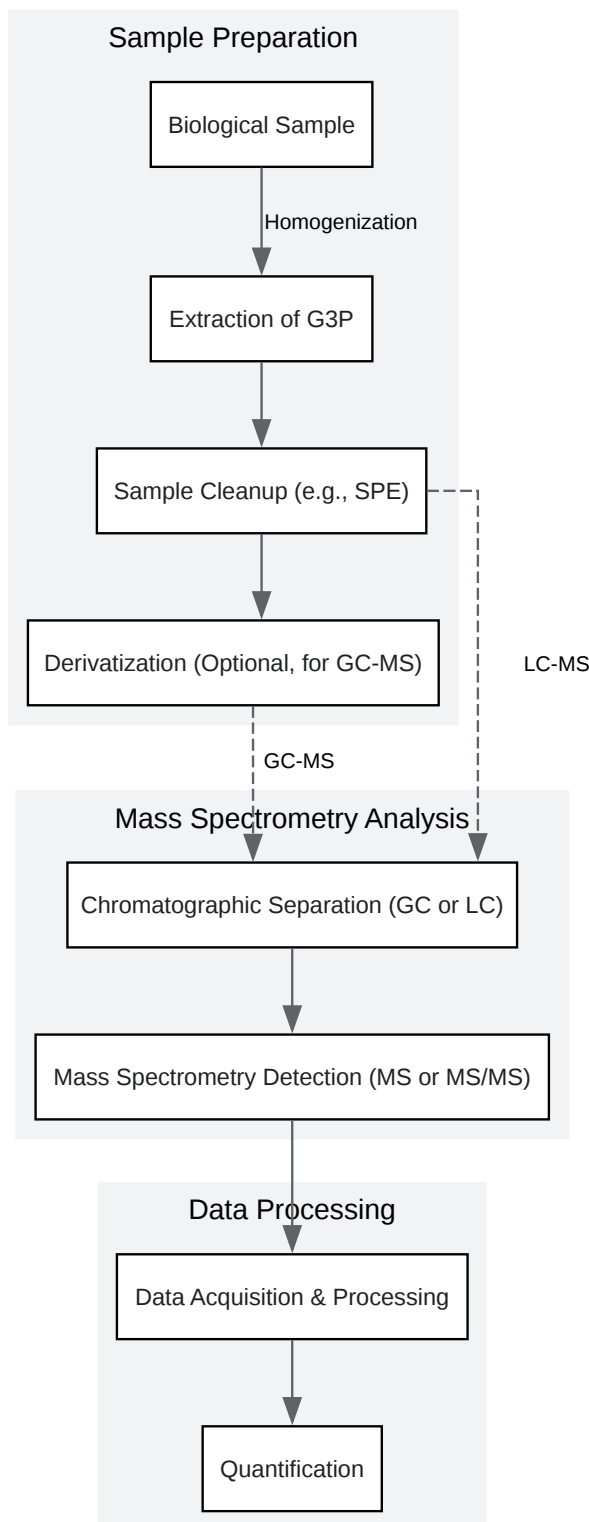 Sample Preparation
Biological Sample
Homogenization
Extraction of G3P
Sample Cleanup (e.g., SPE)
Derivatization (Optional, for GC-MS)
LC-MS
GC-MS
Mass Spectrometry Analysis
Chromatographic Separation (GC or LC)
Mass Spectrometry Detection (MS or MS/MS)
Data Processing
Data Acquisition & Processing
Quantification